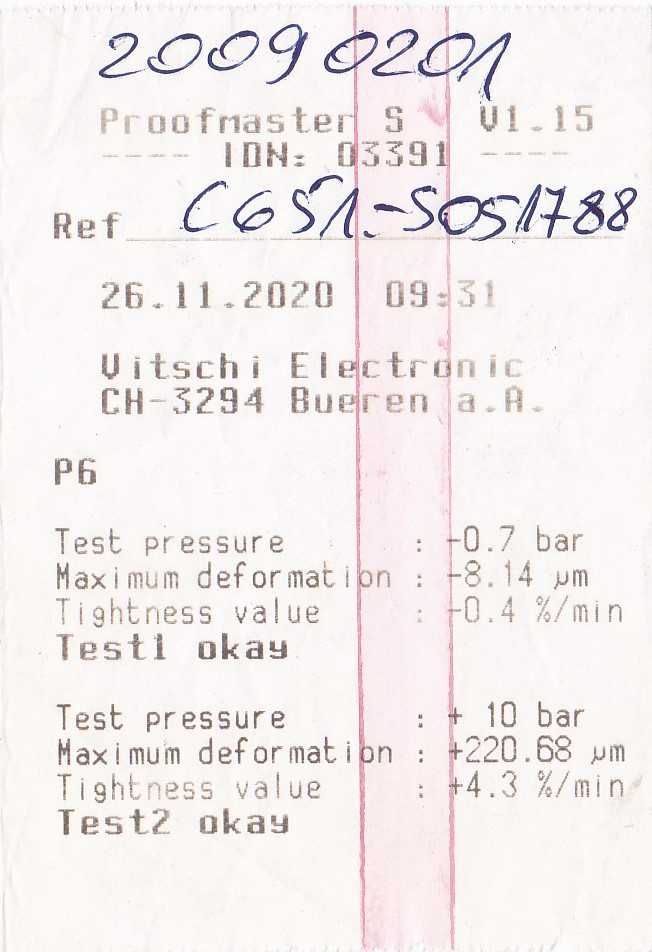 20090201
Proofmaster S V1.15
---- IDN: 03391 ----
Ref C651.-S051788
26.11.2020 09:31
Witschi Electronic
CH-3294 Bueren a.A.
P6
Test pressure : -0.7 bar
Maximum deformation : -8.14 µm
Tightness value : -0.4 %/min
Test1 okay
Test pressure : + 10 bar
Maximum deformation : +220.68 µm
Tightness value : +4.3 %/min
Test2 okay